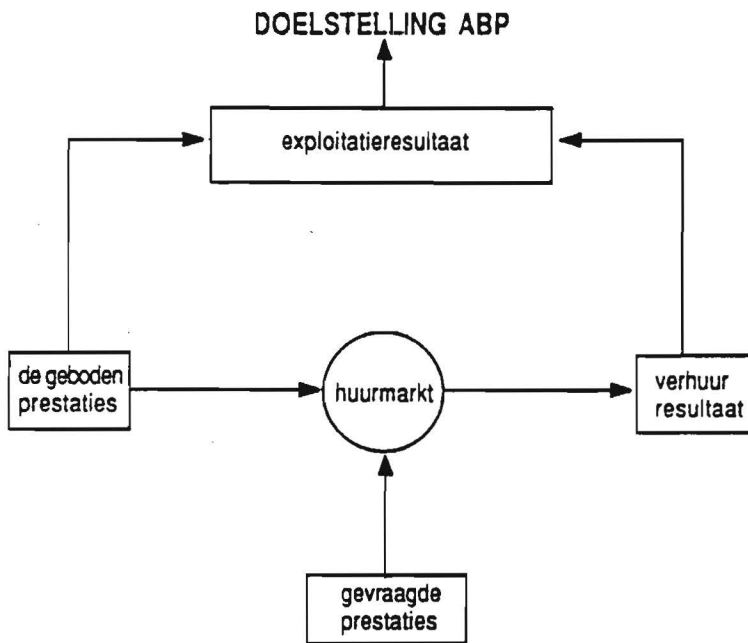 DOELSTELLING ABP
exploitatieresultaat
de geboden
prestaties
huurmarkt
verhuur
resultaat
gevraagde
prestaties